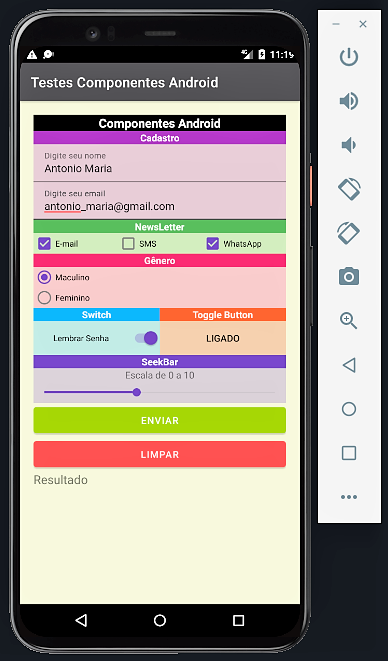 11:19
Testes Componentes Android
Componentes Android
Cadastro
Digite seu nome
Antonio Maria
Digite seu email
antonio_maria@gmail.com
NewsLetter
E-mail SMS WhatsApp
Gênero
Maculino
Feminino
Switch Toggle Button
Lembrar Senha LIGADO
SeekBar
Escala de 0 a 10
ENVIAR
LIMPAR
Resultado